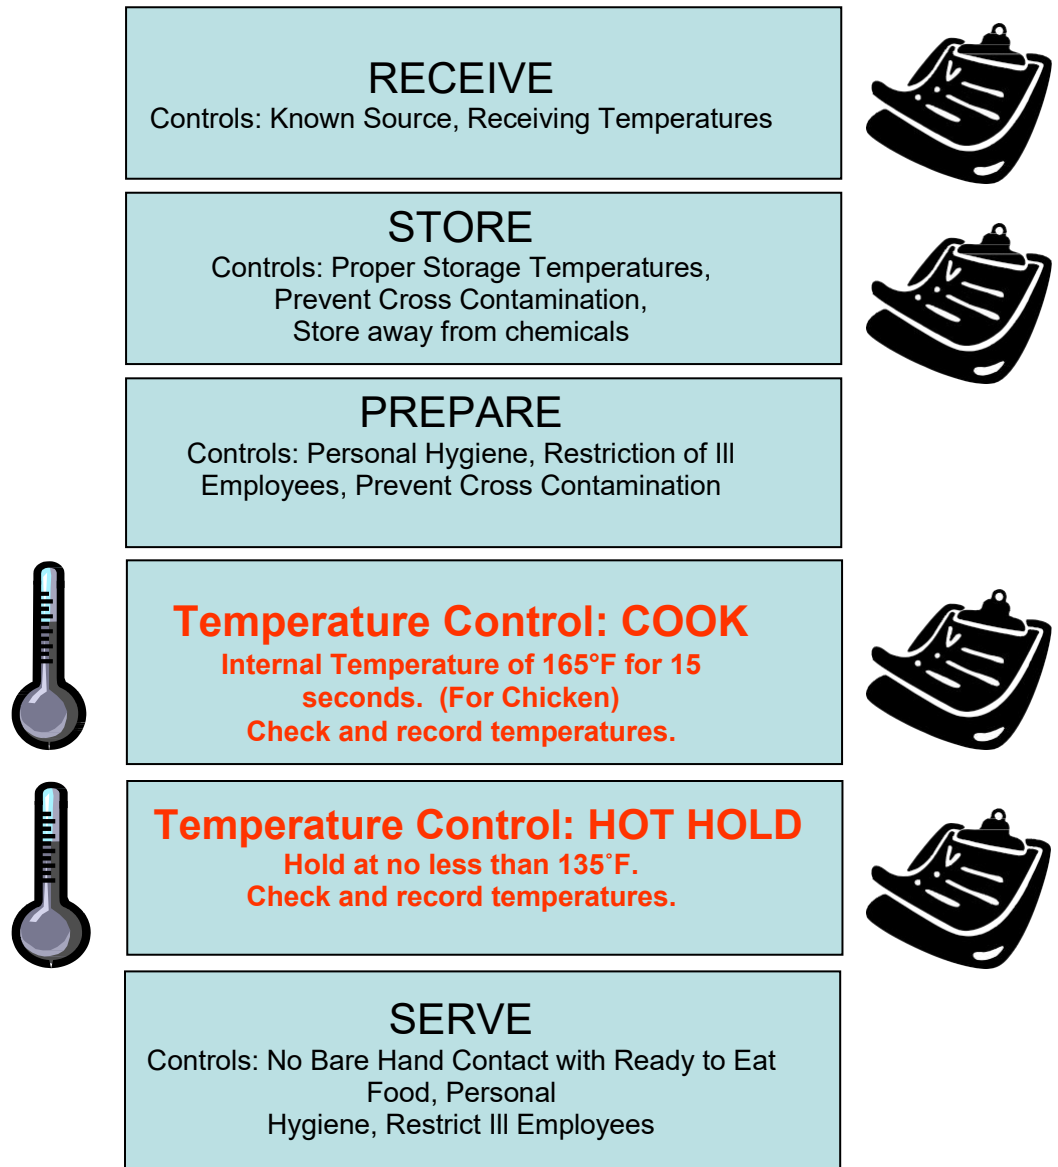 RECEIVE
Controls: Known Source, Receiving Temperatures
STORE
Controls: Proper Storage Temperatures,
Prevent Cross Contamination,
Store away from chemicals
PREPARE
Controls: Personal Hygiene, Restriction of Ill
Employees, Prevent Cross Contamination
Temperature Control: COOK
Internal Temperature of 165°F for 15
seconds.  (For Chicken)
Check and record temperatures.
Temperature Control: HOT HOLD
Hold at no less than 135˚F.
Check and record temperatures.
SERVE
Controls: No Bare Hand Contact with Ready to Eat
Food, Personal
Hygiene, Restrict Ill Employees